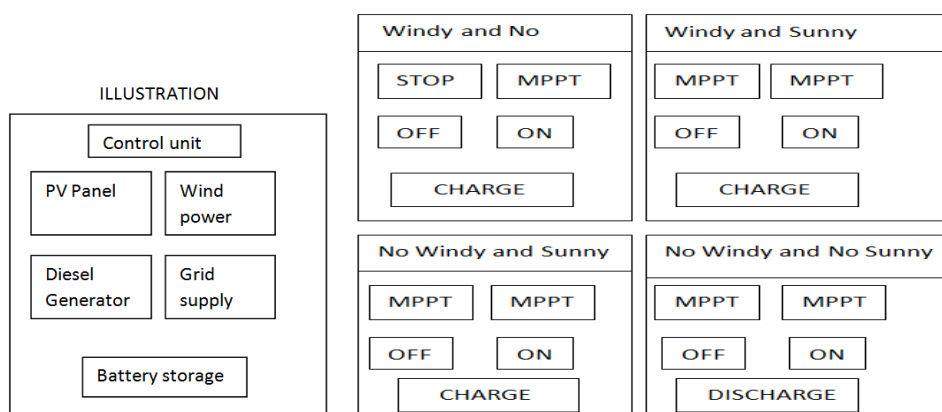 ILLUSTRATION
Control unit
PV Panel
Wind
power
Diesel
Generator
Grid
supply
Battery storage
Windy and No
STOP
MPPT
OFF
ON
CHARGE
Windy and Sunny
MPPT
MPPT
OFF
ON
CHARGE
No Windy and Sunny
MPPT
MPPT
OFF
ON
CHARGE
No Windy and No Sunny
MPPT
MPPT
OFF
ON
DISCHARGE